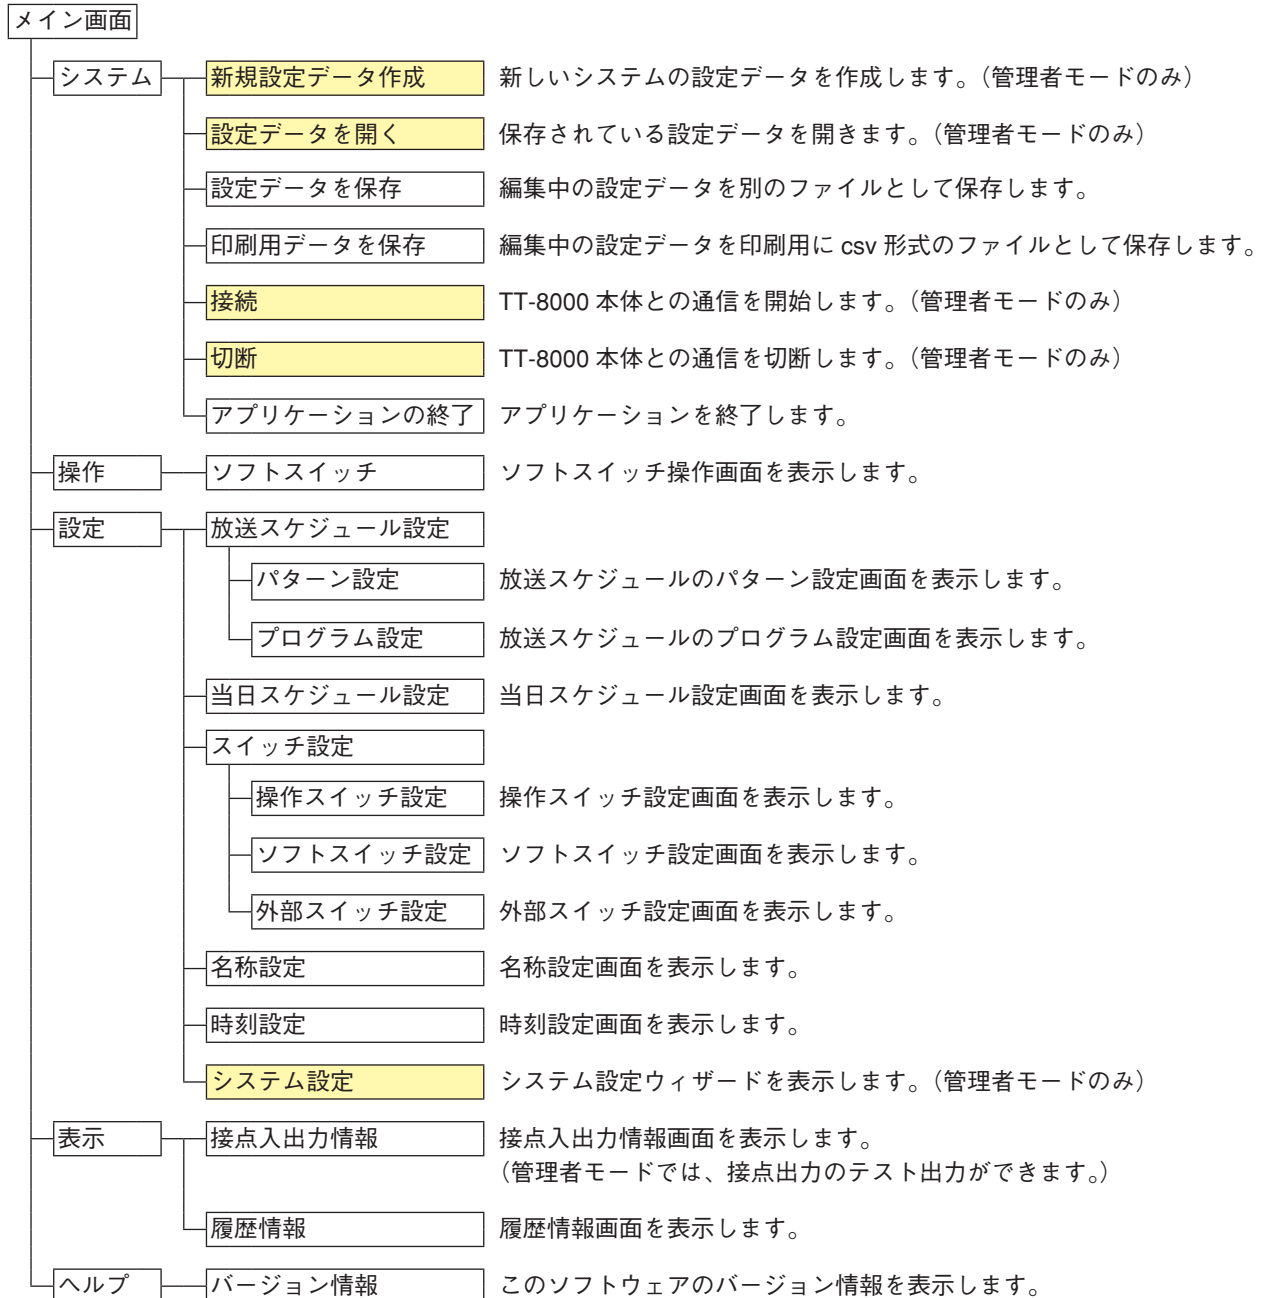 メイン画面
システム 新規設定データ作成 新しいシステムの設定データを作成します。（管理者モードのみ）
設定データを開く 保存されている設定データを開きます。（管理者モードのみ）
設定データを保存 編集中の設定データを別のファイルとして保存します。
印刷用データを保存 編集中の設定データを印刷用に csv 形式のファイルとして保存します。
接続 TT-8000 本体との通信を開始します。（管理者モードのみ）
切断 TT-8000 本体との通信を切断します。（管理者モードのみ）
アプリケーションの終了 アプリケーションを終了します。
操作 ソフトスイッチ ソフトスイッチ操作画面を表示します。
設定 放送スケジュール設定
パターン設定 放送スケジュールのパターン設定画面を表示します。
プログラム設定 放送スケジュールのプログラム設定画面を表示します。
当日スケジュール設定 当日スケジュール設定画面を表示します。
スイッチ設定
操作スイッチ設定 操作スイッチ設定画面を表示します。
ソフトスイッチ設定 ソフトスイッチ設定画面を表示します。
外部スイッチ設定 外部スイッチ設定画面を表示します。
名称設定 名称設定画面を表示します。
時刻設定 時刻設定画面を表示します。
システム設定 システム設定ウィザードを表示します。（管理者モードのみ）
表示 接点入出力情報 接点入出力情報画面を表示します。
（管理者モードでは、接点出力のテスト出力ができます。）
履歴情報 履歴情報画面を表示します。
ヘルプ バージョン情報 このソフトウェアのバージョン情報を表示します。